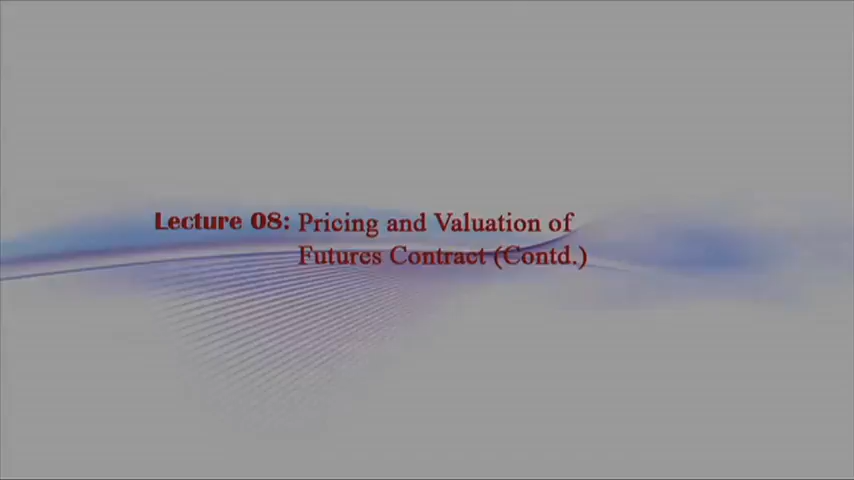 Lecture 08: Pricing and Valuation of
Futures Contract (Contd.)